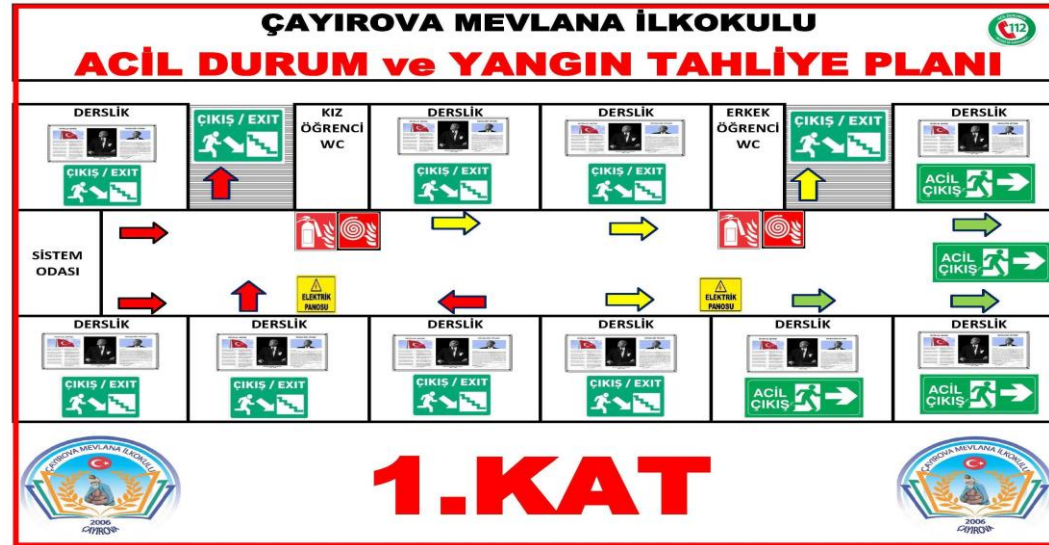 ÇAYIROVA MEVLANA İLKOKULU
112
ACİL DURUM ve YANGIN TAHLİYE PLANI
DERSLİK
ÇIKIŞ / EXIT
ÇIKIŞ / EXIT
KIZ
ÖĞRENCİ
WC
DERSLİK
ÇIKIŞ / EXIT
DERSLİK
ÇIKIŞ / EXIT
ERKEK
ÖĞRENCİ
WC
ÇIKIŞ / EXIT
DERSLİK
ACİL
ÇIKIŞ
SİSTEM
ODASI
ACİL
ÇIKIŞ
ELEKTRİK
PANOSU
ELEKTRİK
PANOSU
DERSLİK
ÇIKIŞ / EXIT
DERSLİK
ÇIKIŞ / EXIT
DERSLİK
ÇIKIŞ / EXIT
DERSLİK
ÇIKIŞ / EXIT
DERSLİK
ACİL
ÇIKIŞ
DERSLİK
ACİL
ÇIKIŞ
ÇAYIROVA MEVLANA İLKOKULU
2006
ÇAYIROVA
1.KAT
ÇAYIROVA MEVLANA İLKOKULU
2006
ÇAYIROVA